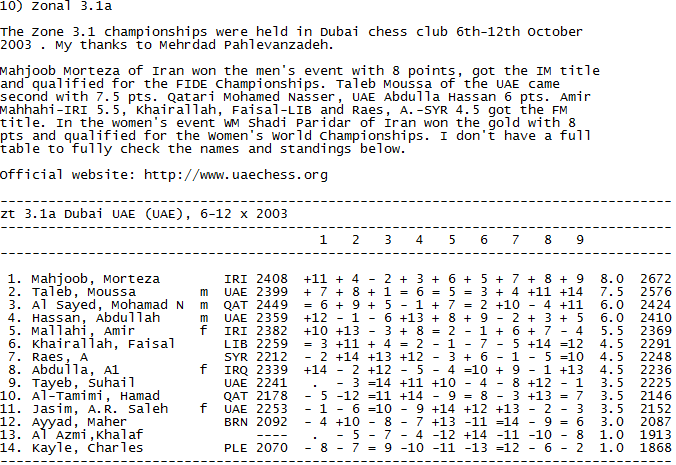 10) Zonal 3.1a
The Zone 3.1 championships were held in Dubai chess club 6th-12th October
2003 . My thanks to Mehrdad Pahlevanzadeh.
Mahjoob Morteza of Iran won the men's event with 8 points, got the IM title
and qualified for the FIDE Championships. Taleb Moussa of the UAE came
second with 7.5 pts. Qatari Mohamed Nasser, UAE Abdulla Hassan 6 pts. Amir
Mahhahi-IRI 5.5, Khairallah, Faisal-LIB and Raes, A.-SYR 4.5 got the FM
title. In the women's event WM Shadi Paridar of Iran won the gold with 8
pts and qualified for the Women's World Championships. I don't have a full
table to fully check the names and standings below.
Official website: http://www.uaechess.org
--------------------------------------------------------------------------------
zt 3.1a Dubai UAE (UAE), 6-12 x 2003
--------------------------------------------------------------------------------
1 2 3 4 5 6 7 8 9
--------------------------------------------------------------------------------
1. Mahjoob, Morteza IRI 2408 +11 + 4 - 2 + 3 + 6 + 5 + 7 + 8 + 9 8.0 2672
2. Taleb, Moussa m UAE 2399 + 7 + 8 + 1 = 6 = 5 = 3 + 4 +11 +14 7.5 2576
3. Al Sayed, Mohamad N m QAT 2449 = 6 + 9 + 5 - 1 + 7 = 2 +10 - 4 +11 6.0 2424
4. Hassan, Abdullah m UAE 2359 +12 - 1 - 6 +13 + 8 + 9 - 2 + 3 + 5 6.0 2410
5. Mallahi, Amir f IRI 2382 +10 +13 - 3 + 8 = 2 - 1 + 6 + 7 - 4 5.5 2369
6. Khairallah, Faisal LIB 2259 = 3 +11 + 4 = 2 - 1 - 7 - 5 +14 =12 4.5 2291
7. Raes, A SYR 2212 - 2 +14 +13 +12 - 3 + 6 - 1 - 5 =10 4.5 2248
8. Abdulla, A1 f IRQ 2339 +14 - 2 +12 - 5 - 4 =10 + 9 - 1 +13 4.5 2236
9. Tayeb, Suhail UAE 2241 . - 3 =14 +11 +10 - 4 - 8 +12 - 1 3.5 2225
10. Al-Tamimi, Hamad QAT 2178 - 5 -12 =11 +14 - 9 = 8 - 3 +13 = 7 3.5 2146
11. Jasim, A.R. Saleh f UAE 2253 - 1 - 6 =10 - 9 +14 +12 +13 - 2 - 3 3.5 2152
12. Ayyad, Maher BRN 2092 - 4 +10 - 8 - 7 +13 -11 =14 - 9 = 6 3.0 2087
13. Al Azmi,Khalaf ---- . - 5 - 7 - 4 -12 +14 -11 -10 - 8 1.0 1913
14. Kayle, Charles PLE 2070 - 8 - 7 = 9 -10 -11 -13 =12 - 6 - 2 1.0 1868
--------------------------------------------------------------------------------